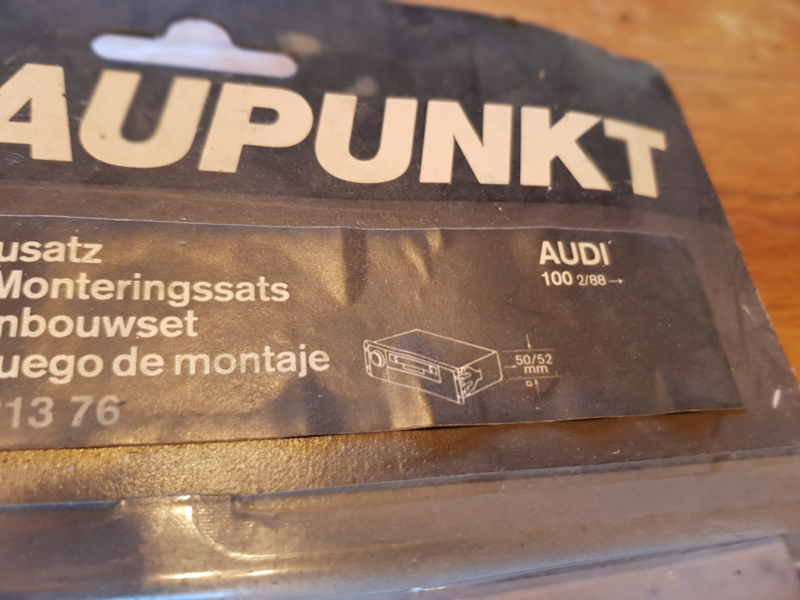 AUPUNKT
usatz
Monteringssats
nbouwset
uego de montaje
13 76
AUDI
100 2/88→
50/52
mm